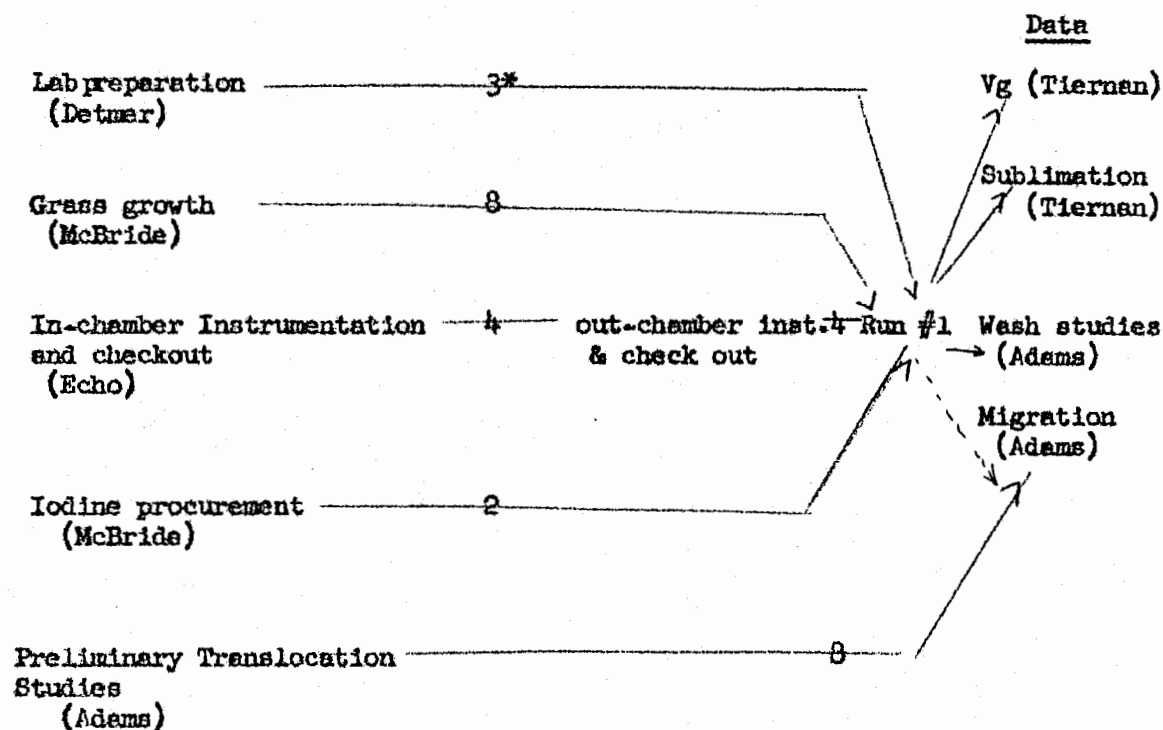 Data
Lab preparation 3* Vg (Tiernan)
(Detmer)
Sublimation
(Tiernan)
Grass growth 8
(McBride)
In-chamber Instrumentation 4 out-chamber inst. 4 Run #1 Wash studies
and checkout & check out (Adams)
(Echo)
Migration
(Adams)
Iodine procurement 2
(McBride)
Preliminary Translocation 8
Studies
(Adams)